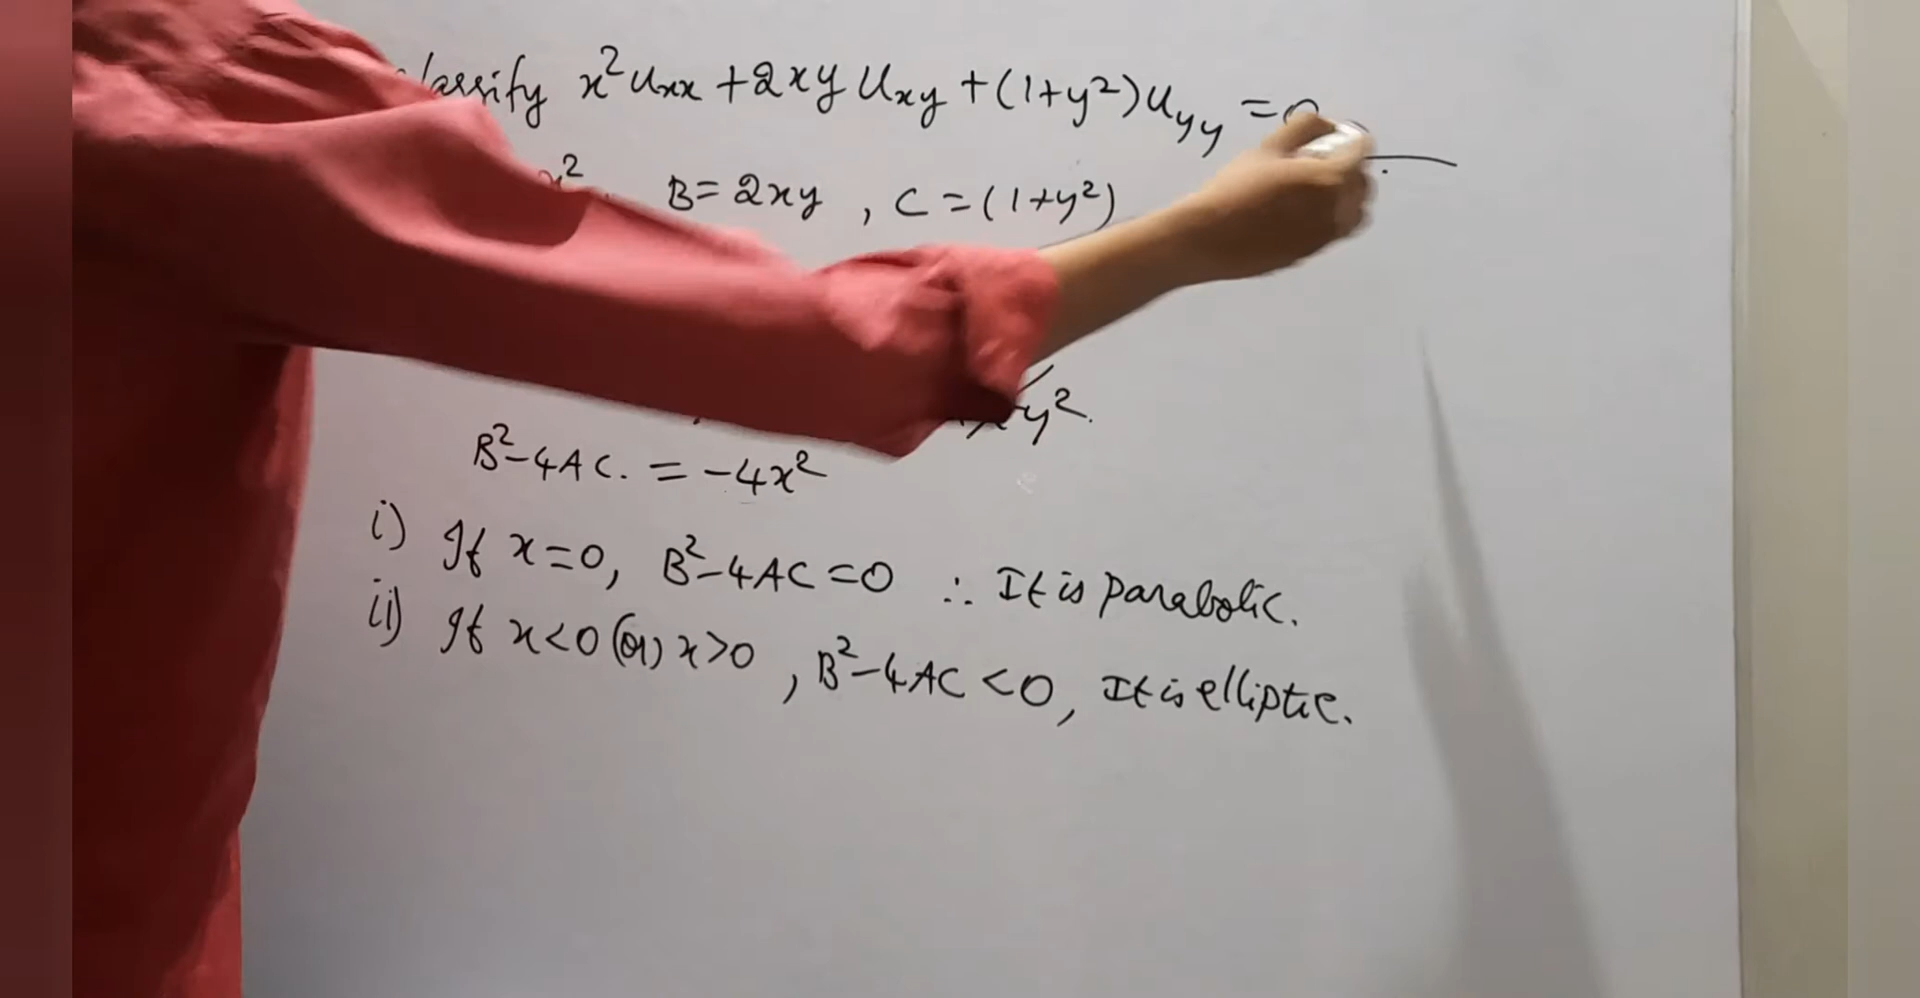 classify x²uxx + 2xy uxy + (1+y²)uyy =
x², B = 2xy, C = (1+y²)
y².
B²-4AC. = -4x²
i) If x=0, B²-4AC=0 ∴ It is parabolic.
ii) If x<0 (or) x>0, B²-4AC <0, It is elliptic.